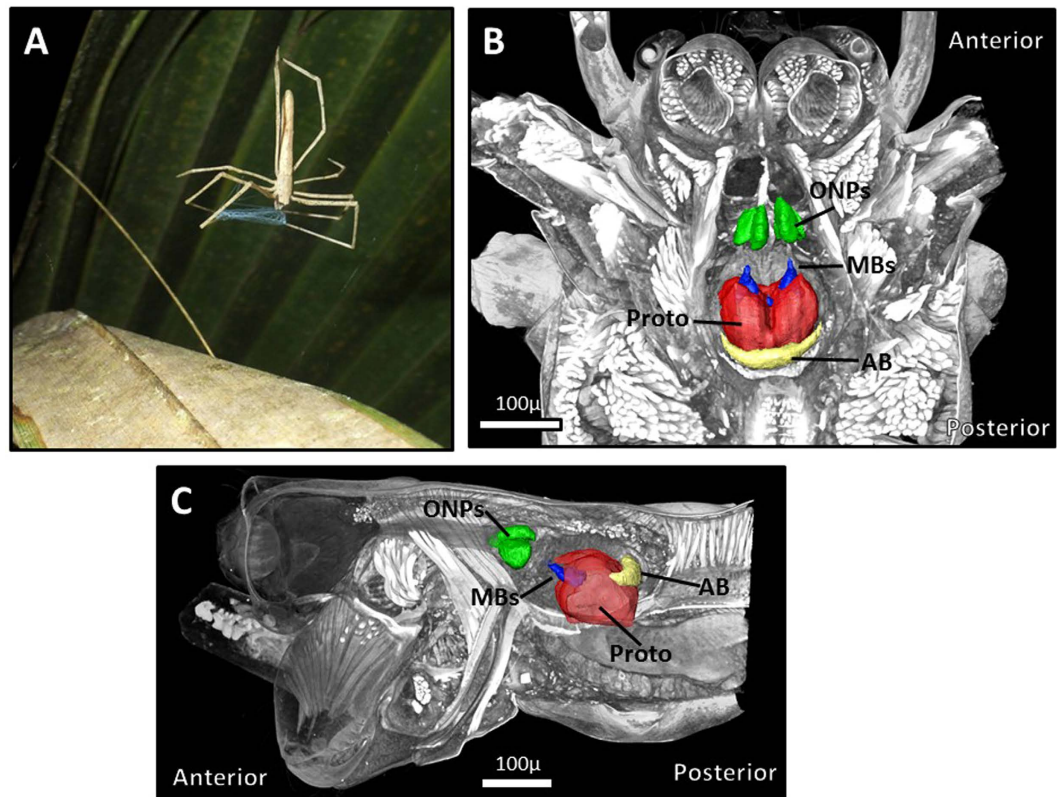 A
B
Anterior
ONPs
MBs
Proto
AB
100µ
Posterior
C
ONPs
MBs
AB
Proto
Anterior
100µ
Posterior